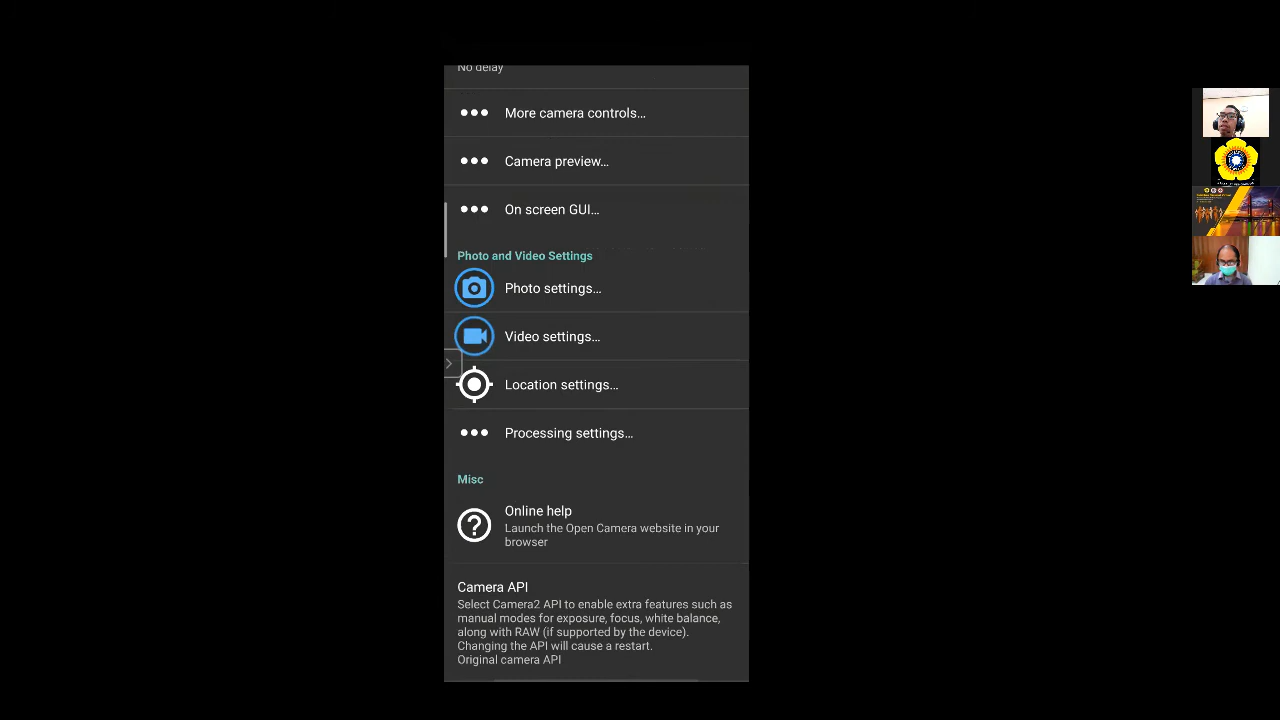 No delay
More camera controls…
Camera preview…
On screen GUI…
Photo and Video Settings
Photo settings…
Video settings…
Location settings…
Processing settings…
Misc
Online help
Launch the Open Camera website in your
browser
Camera API
Select Camera2 API to enable extra features such as
manual modes for exposure, focus, white balance,
along with RAW (if supported by the device).
Changing the API will cause a restart.
Original camera API